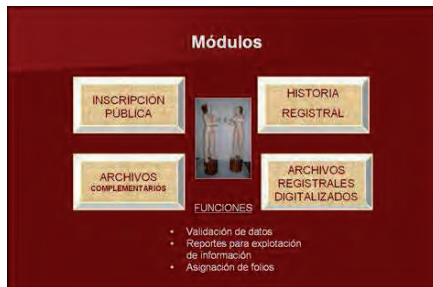 Módulos
INSCRIPCIÓN
PÚBLICA
HISTORIA
REGISTRAL
ARCHIVOS
COMPLEMENTARIOS
ARCHIVOS
REGISTRALES
DIGITALIZADOS
FUNCIONES
• Validación de datos
• Reportes para explotación
de información
• Asignación de folios